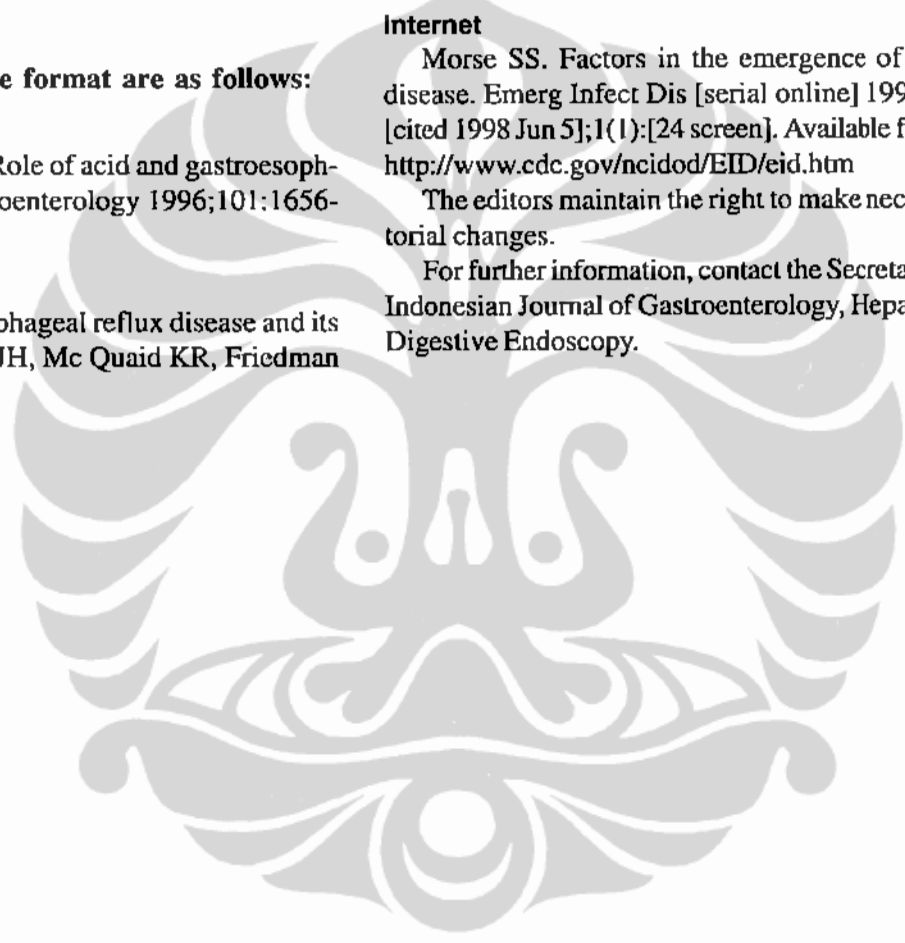 e format are as follows:
Role of acid and gastroesoph-
oenterology 1996;101:1656-
phageal reflux disease and its
JH, Mc Quaid KR, Friedman
Internet
Morse SS. Factors in the emergence of
disease. Emerg Infect Dis [serial online] 199
[cited 1998 Jun 5];1(1):[24 screen]. Available f
http://www.cdc.gov/ncidod/EID/eid.htm
The editors maintain the right to make nec
torial changes.
For further information, contact the Secreta
Indonesian Journal of Gastroenterology, Hepa
Digestive Endoscopy.